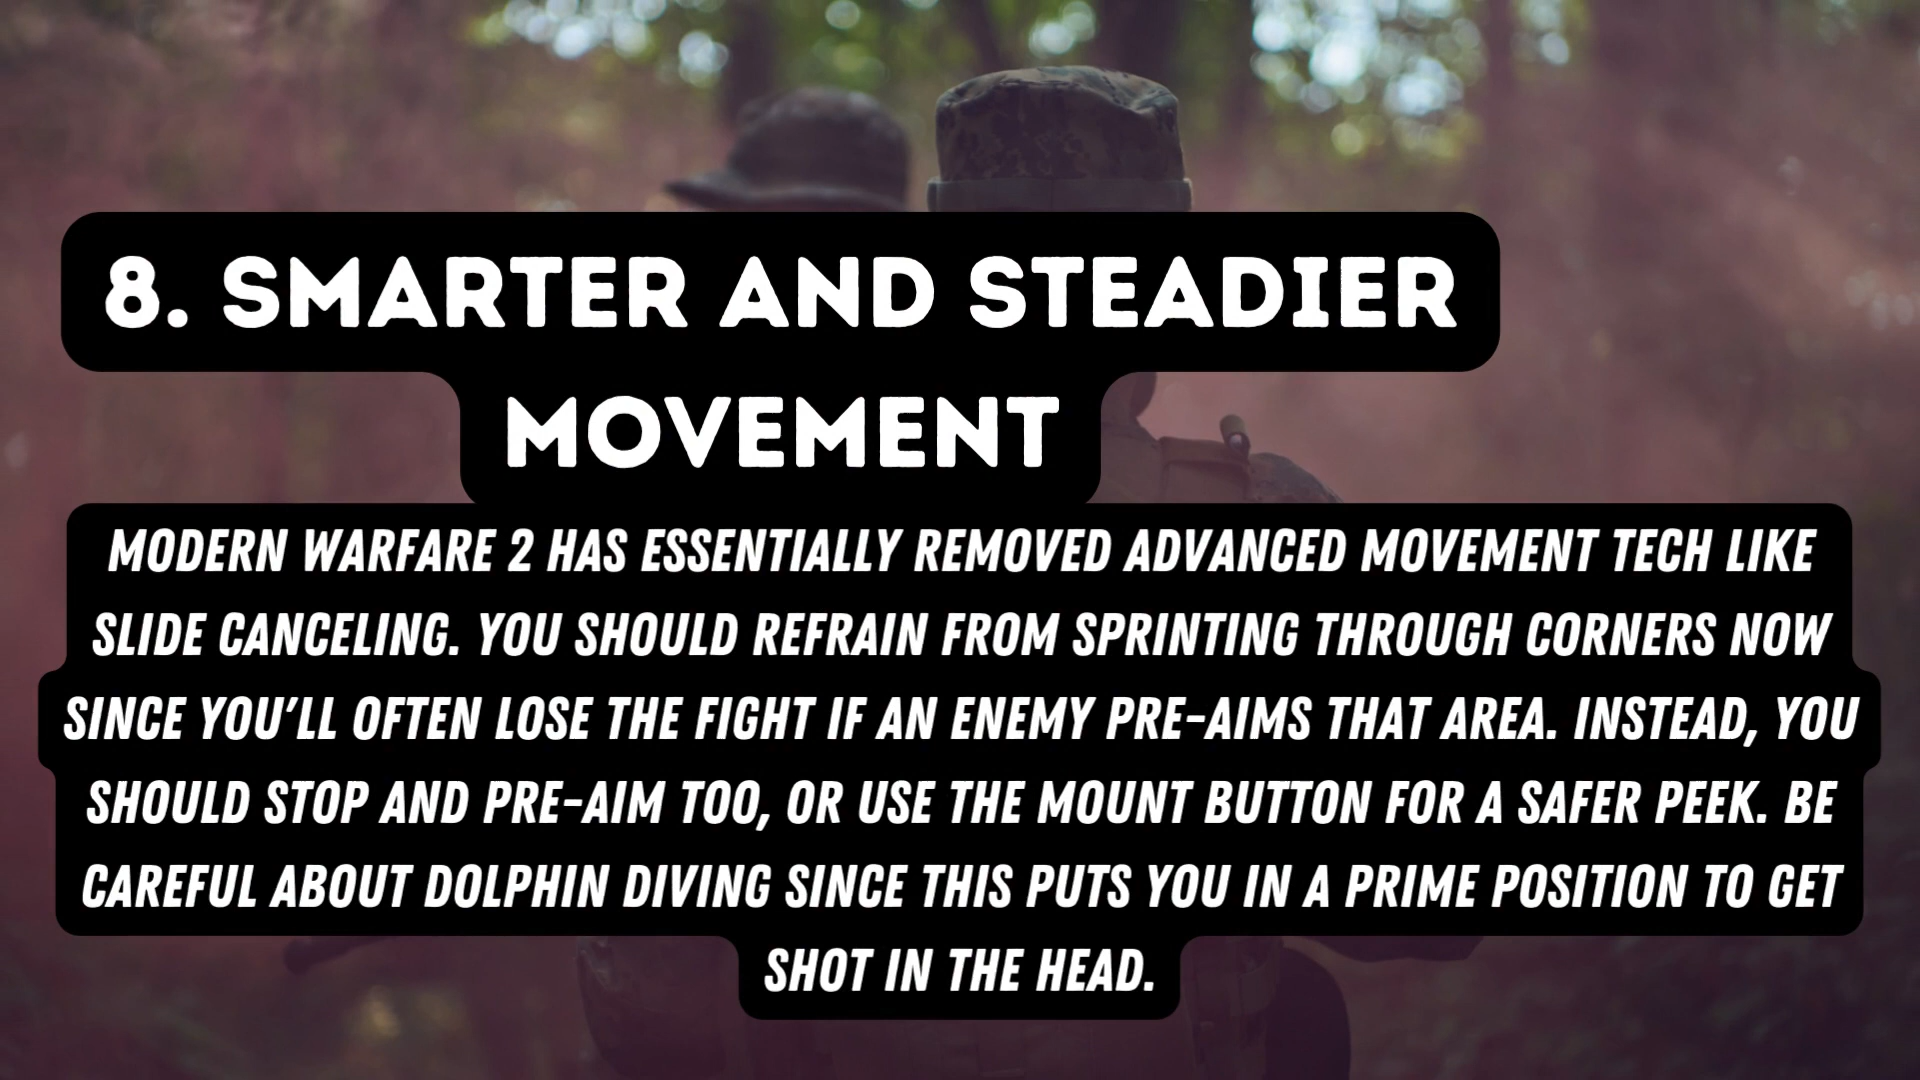 8. SMARTER AND STEADIER
MOVEMENT
MODERN WARFARE 2 HAS ESSENTIALLY REMOVED ADVANCED MOVEMENT TECH LIKE
SLIDE CANCELING. YOU SHOULD REFRAIN FROM SPRINTING THROUGH CORNERS NOW
SINCE YOU'LL OFTEN LOSE THE FIGHT IF AN ENEMY PRE-AIMS THAT AREA. INSTEAD, YOU
SHOULD STOP AND PRE-AIM TOO, OR USE THE MOUNT BUTTON FOR A SAFER PEEK. BE
CAREFUL ABOUT DOLPHIN DIVING SINCE THIS PUTS YOU IN A PRIME POSITION TO GET
SHOT IN THE HEAD.